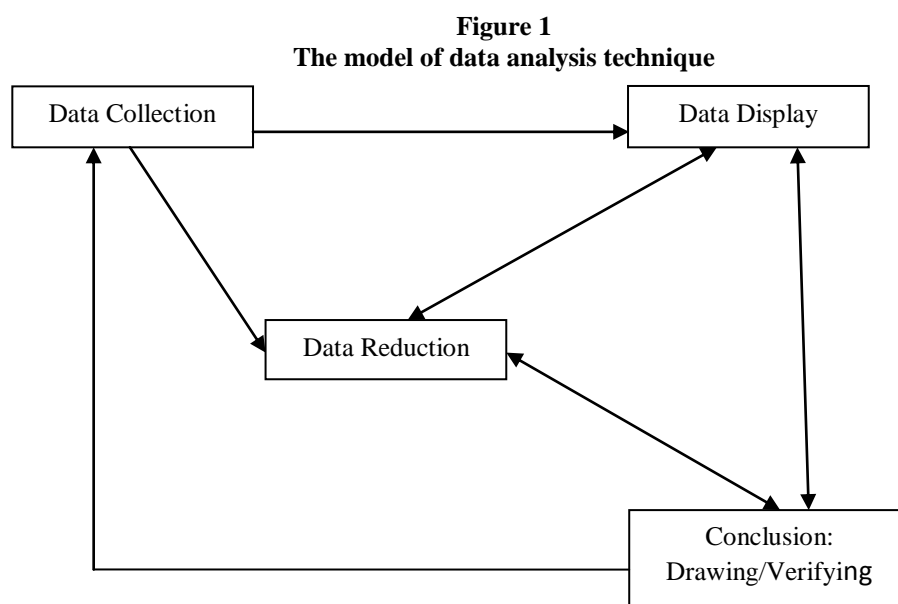 Figure 1
The model of data analysis technique
Data Collection
Data Display
Data Reduction
Conclusion:
Drawing/Verifying